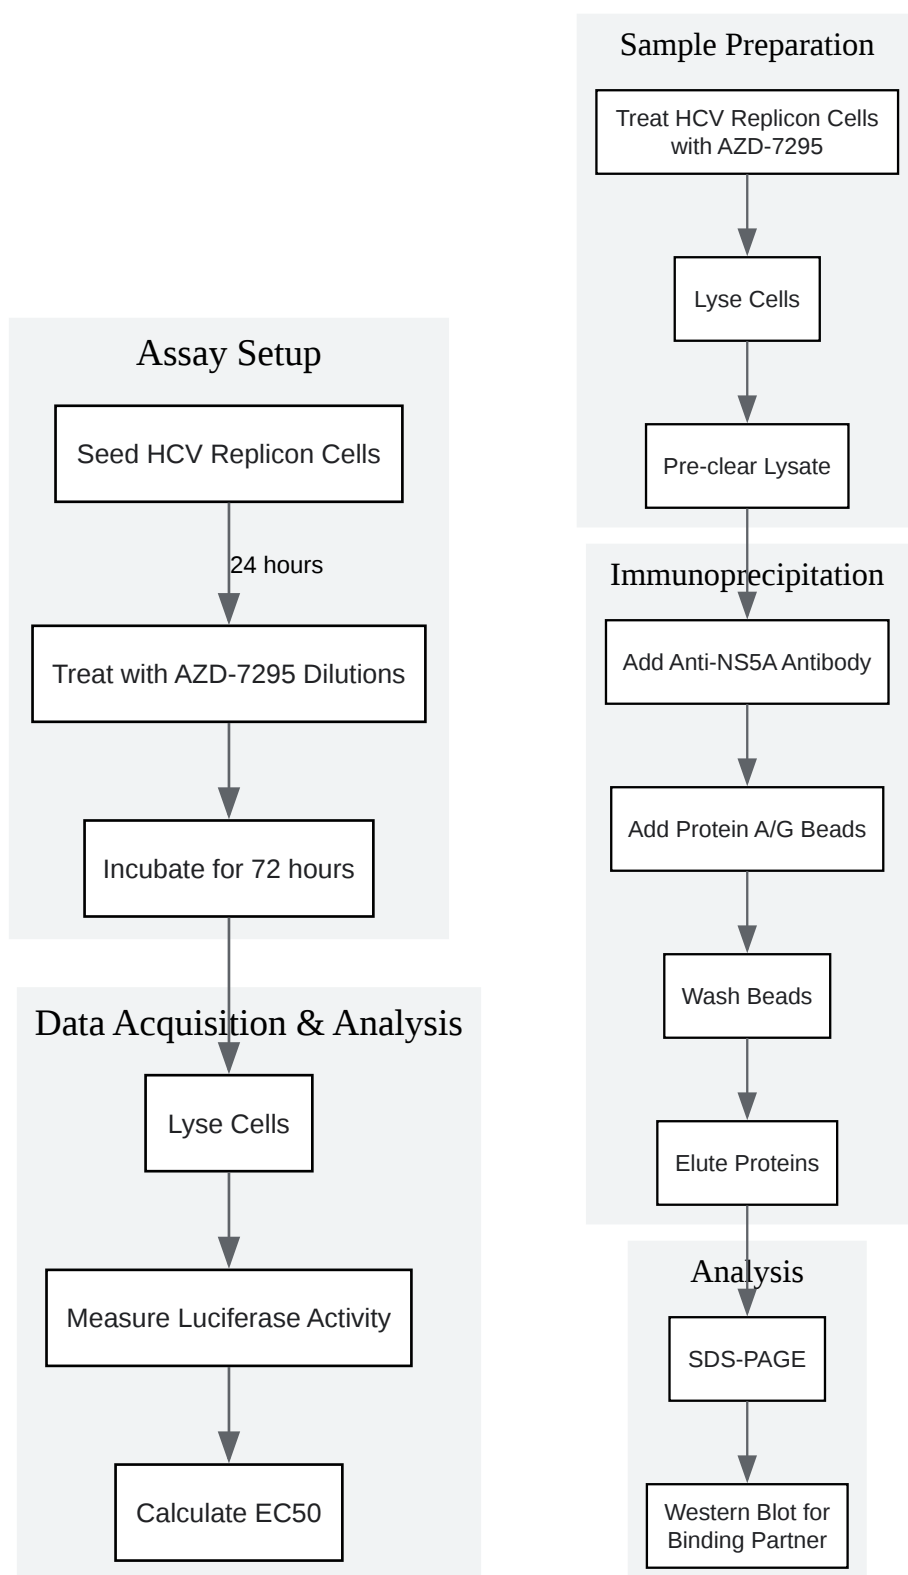 Assay Setup
Seed HCV Replicon Cells
24 hours
Treat with AZD-7295 Dilutions
Incubate for 72 hours
Data Acquisition & Analysis
Lyse Cells
Measure Luciferase Activity
Calculate EC50
Sample Preparation
Treat HCV Replicon Cells
with AZD-7295
Lyse Cells
Pre-clear Lysate
Immunoprecipitation
Add Anti-NS5A Antibody
Add Protein A/G Beads
Wash Beads
Elute Proteins
Analysis
SDS-PAGE
Western Blot for
Binding Partner